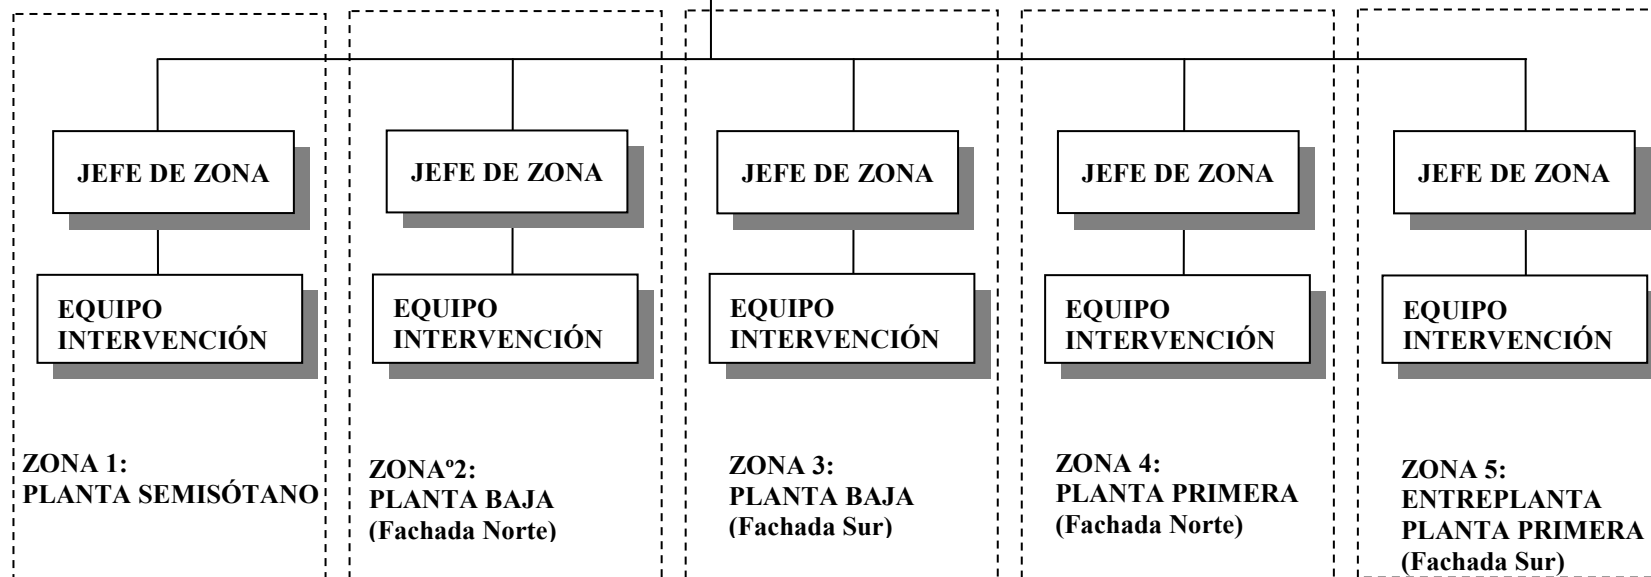 JEFE DE ZONA
JEFE DE ZONA
JEFE DE ZONA
JEFE DE ZONA
JEFE DE ZONA
EQUIPO
INTERVENCIÓN
EQUIPO
INTERVENCIÓN
EQUIPO
INTERVENCIÓN
EQUIPO
INTERVENCIÓN
EQUIPO
INTERVENCIÓN
ZONA 1:
PLANTA SEMISÓTANO
ZONAº2:
PLANTA BAJA
(Fachada Norte)
ZONA 3:
PLANTA BAJA
(Fachada Sur)
ZONA 4:
PLANTA PRIMERA
(Fachada Norte)
ZONA 5:
ENTREPLANTA
PLANTA PRIMERA
(Fachada Sur)